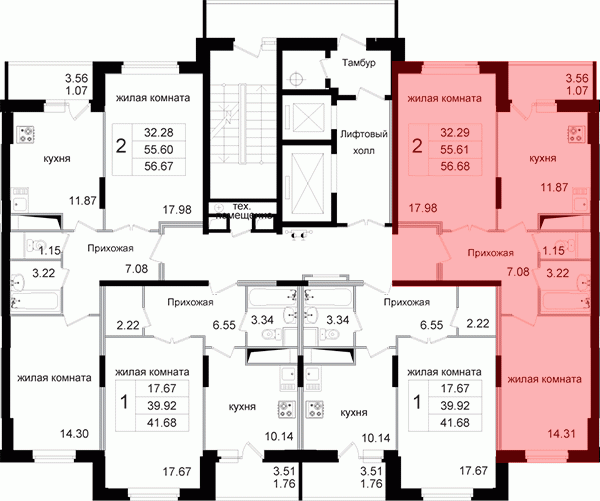 3.56
1.07
жилая комната
2
32.28
55.60
56.67
кухня
11.87
17.98
Тамбур
Лифтовый
холл
тех.
помещение
жилая комната
2
32.29
55.61
56.68
3.56
1.07
кухня
11.87
17.98
1.15
3.22
Прихожая
7.08
Прихожая
7.08
1.15
3.22
2.22
Прихожая
6.55
3.34
3.34
Прихожая
6.55
2.22
жилая комната
14.30
жилая комната
1
17.67
39.92
41.68
17.67
кухня
10.14
3.51
1.76
кухня
10.14
3.51
1.76
жилая комната
1
17.67
39.92
41.68
17.67
жилая комната
14.31